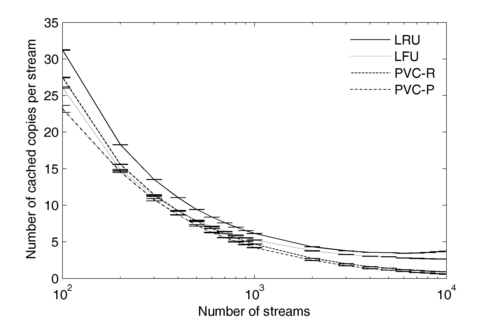 35
30
25
20
15
10
5
0
Number of cached copies per stream
LRU
LFU
PVC-R
PVC-P
10^2
10^3
10^4
Number of streams